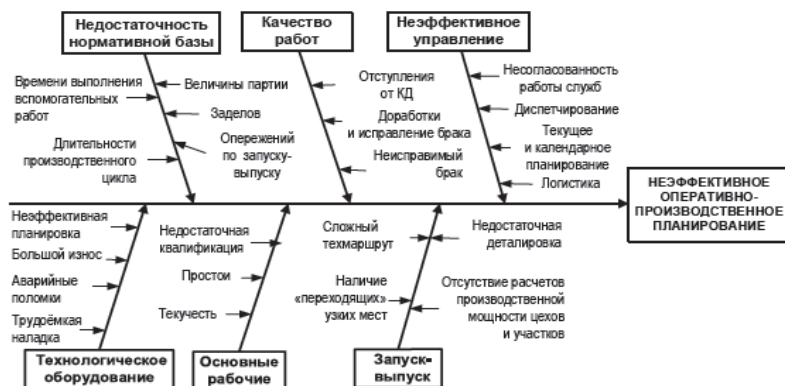 Недостаточность
нормативной базы
Качество
работ
Неэффективное
управление
Времени выполнения
вспомогательных
работ
Величины партии
Заделов
Опережений
по запуску-
выпуску
Длительности
производственного
цикла
Отступления
от КД
Доработки
и исправление брака
Неисправимый
брак
Несогласованность
работы служб
Диспетчирование
Текущее
и календарное
планирование
Логистика
НЕЭФФЕКТИВНОЕ
ОПЕРАТИВНО-
ПРОИЗВОДСТВЕННОЕ
ПЛАНИРОВАНИЕ
Неэффективная
планировка
Большой износ
Аварийные
поломки
Трудоёмкая
наладка
Недостаточная
квалификация
Простои
Текучесть
Сложный
техмаршрут
Наличие
«переходящих»
узких мест
Недостаточная
деталировка
Отсутствие расчетов
производственной
мощности цехов
и участков
Технологическое
оборудование
Основные
рабочие
Запуск-
выпуск